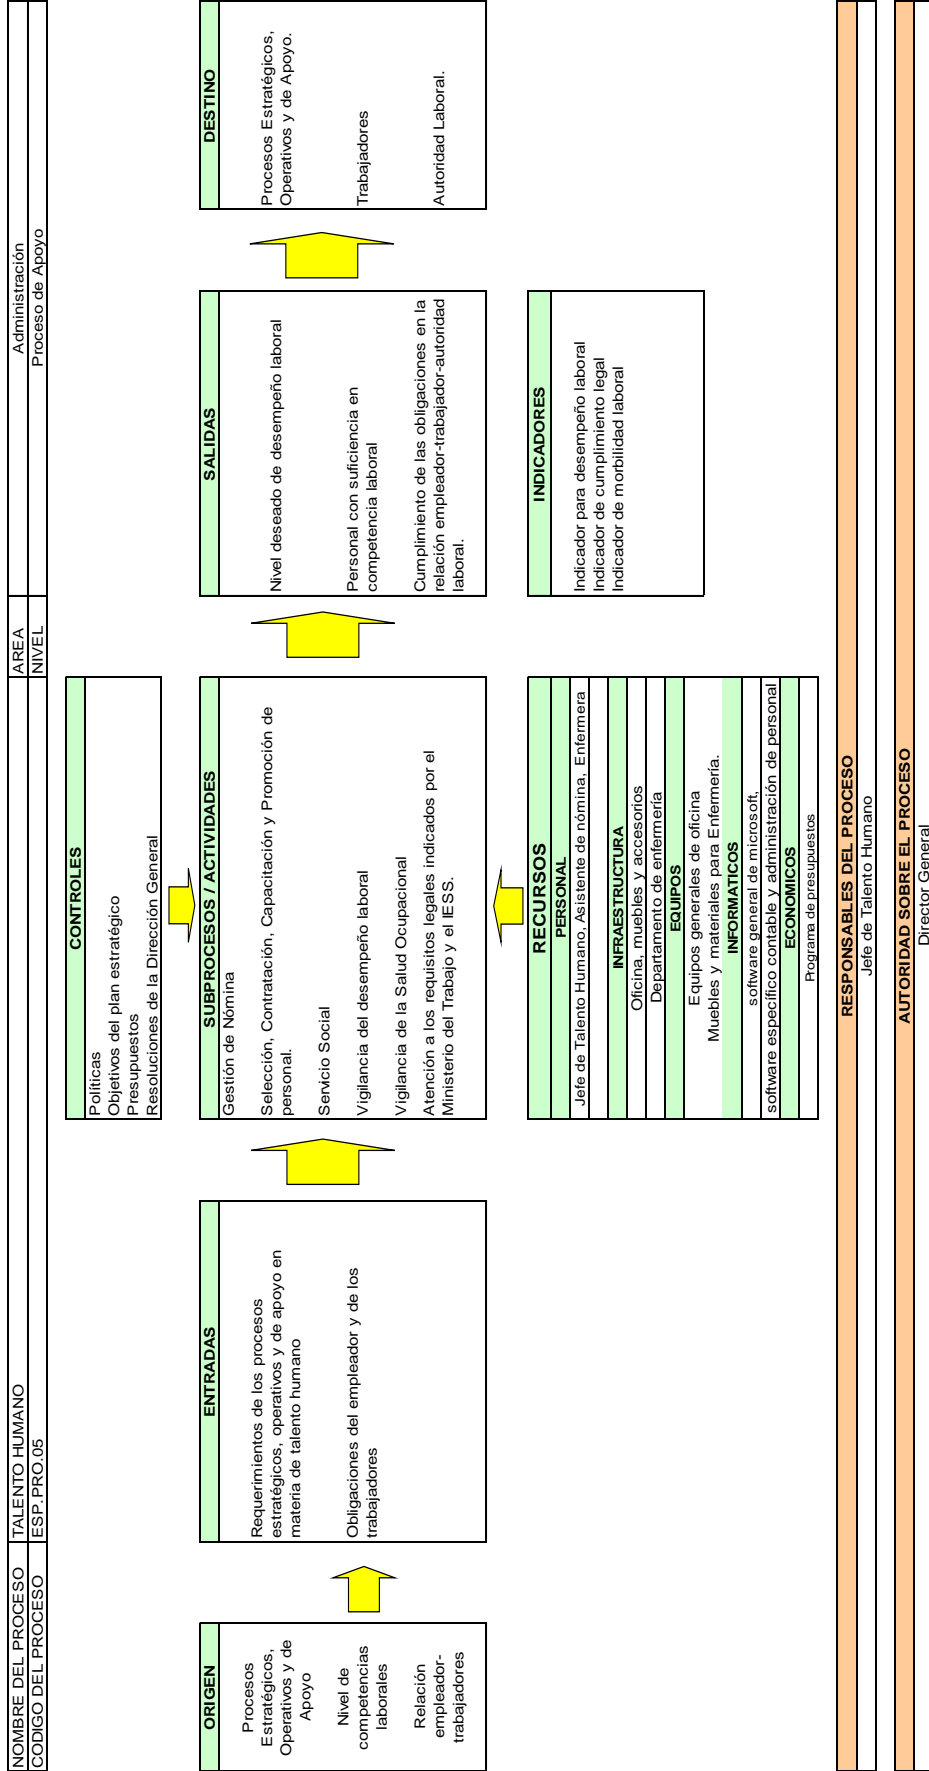 NOMBRE DEL PROCESO TALENTO HUMANO AREA Administración
CODIGO DEL PROCESO ESP.PRO.05 NIVEL Proceso de Apoyo
CONTROLES
Políticas
Objetivos del plan estratégico
Presupuestos
Resoluciones de la Dirección General
ORIGEN
Procesos
Estratégicos,
Operativos y de
Apoyo
Nivel de
competencias
laborales
Relación
empleador-
trabajadores
ENTRADAS
Requerimientos de los procesos
estratégicos, operativos y de apoyo en
materia de talento humano
Obligaciones del empleador y de los
trabajadores
SUBPROCESOS / ACTIVIDADES
Gestión de Nómina
Selección, Contratación, Capacitación y Promoción de
personal.
Servicio Social
Vigilancia del desempeño laboral
Vigilancia de la Salud Ocupacional
Atención a los requisitos legales indicados por el
Ministerio del Trabajo y el IESS.
SALIDAS
Nivel deseado de desempeño laboral
Personal con suficiencia en
competencia laboral
Cumplimiento de las obligaciones en la
relación empleador-trabajador-autoridad
laboral.
DESTINO
Procesos Estratégicos,
Operativos y de Apoyo.
Trabajadores
Autoridad Laboral.
RECURSOS
PERSONAL
Jefe de Talento Humano, Asistente de nómina, Enfermera
INFRAESTRUCTURA
Oficina, muebles y accesorios
Departamento de enfermería
EQUIPOS
Equipos generales de oficina
Muebles y materiales para Enfermería.
INFORMATICOS
software general de microsoft,
software específico contable y administración de personal
ECONOMICOS
Programa de presupuestos
INDICADORES
Indicador para desempeño laboral
Indicador de cumplimiento legal
Indicador de morbilidad laboral
RESPONSABLES DEL PROCESO
Jefe de Talento Humano
AUTORIDAD SOBRE EL PROCESO
Director General